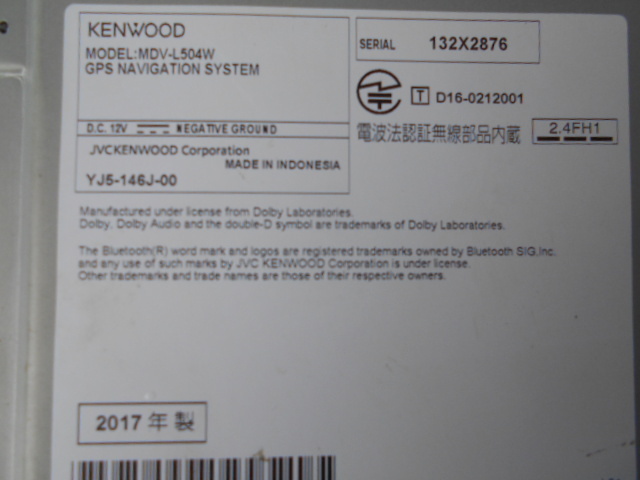 KENWOOD
MODEL:MDV-L504W
GPS NAVIGATION SYSTEM
D.C. 12V NEGATIVE GROUND
JVCKENWOOD Corporation
MADE IN INDONESIA
YJ5-146J-00
SERIAL 132X2876
T D16-0212001
電波法認証無線部品内蔵 2.4FH1
Manufactured under license from Dolby Laboratories.
Dolby, Dolby Audio and the double-D symbol are trademarks of Dolby Laboratories.
The Bluetooth(R) word mark and logos are registered trademarks owned by Bluetooth SIG,Inc.
and any use of such marks by JVC KENWOOD Corporation is under license.
Other trademarks and trade names are those of their respective owners.
2017 年 製